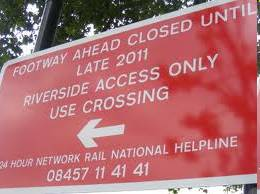 FOOTWAY AHEAD CLOSED UNTIL
LATE 2011
RIVERSIDE ACCESS ONLY
USE CROSSING
24 HOUR NETWORK RAIL NATIONAL HELPLINE
08457 11 41 41